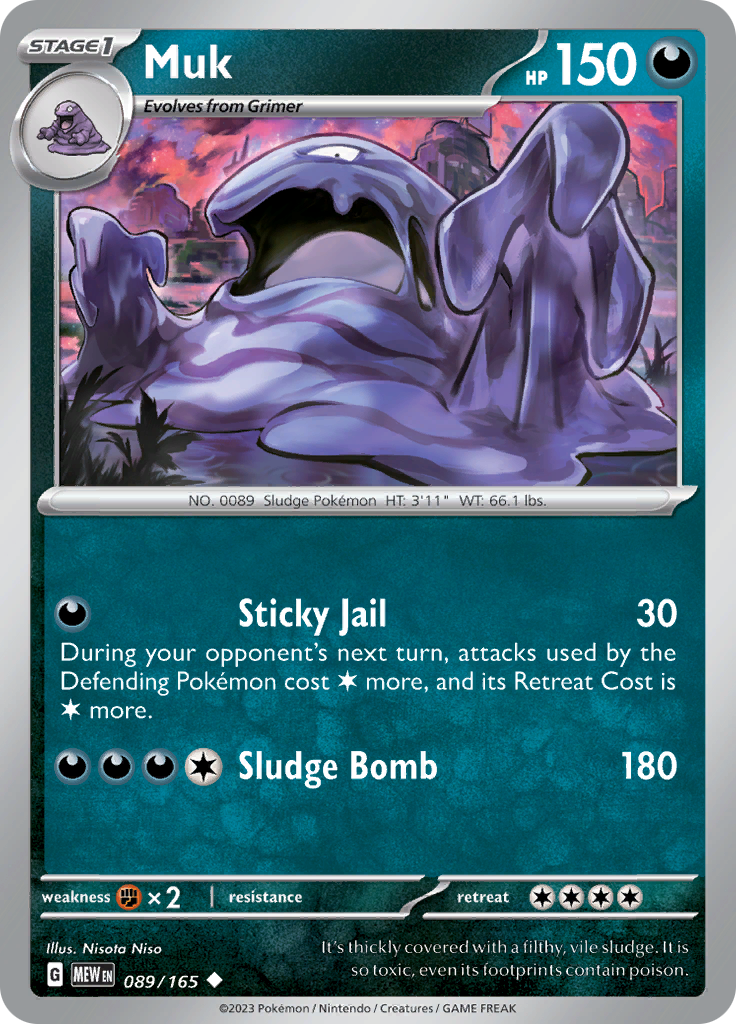 STAGE1
Muk
HP 150
Evolves from Grimer
NO. 0089 Sludge Pokémon HT: 3'11" WT: 66.1 lbs.
Sticky Jail 30
During your opponent's next turn, attacks used by the
Defending Pokémon cost more, and its Retreat Cost is
more.
Sludge Bomb 180
weakness ×2 resistance retreat
Illus. Nisota Niso
It's thickly covered with a filthy, vile sludge. It is
so toxic, even its footprints contain poison.
G MEW EN 089/165
©2023 Pokémon / Nintendo / Creatures / GAME FREAK